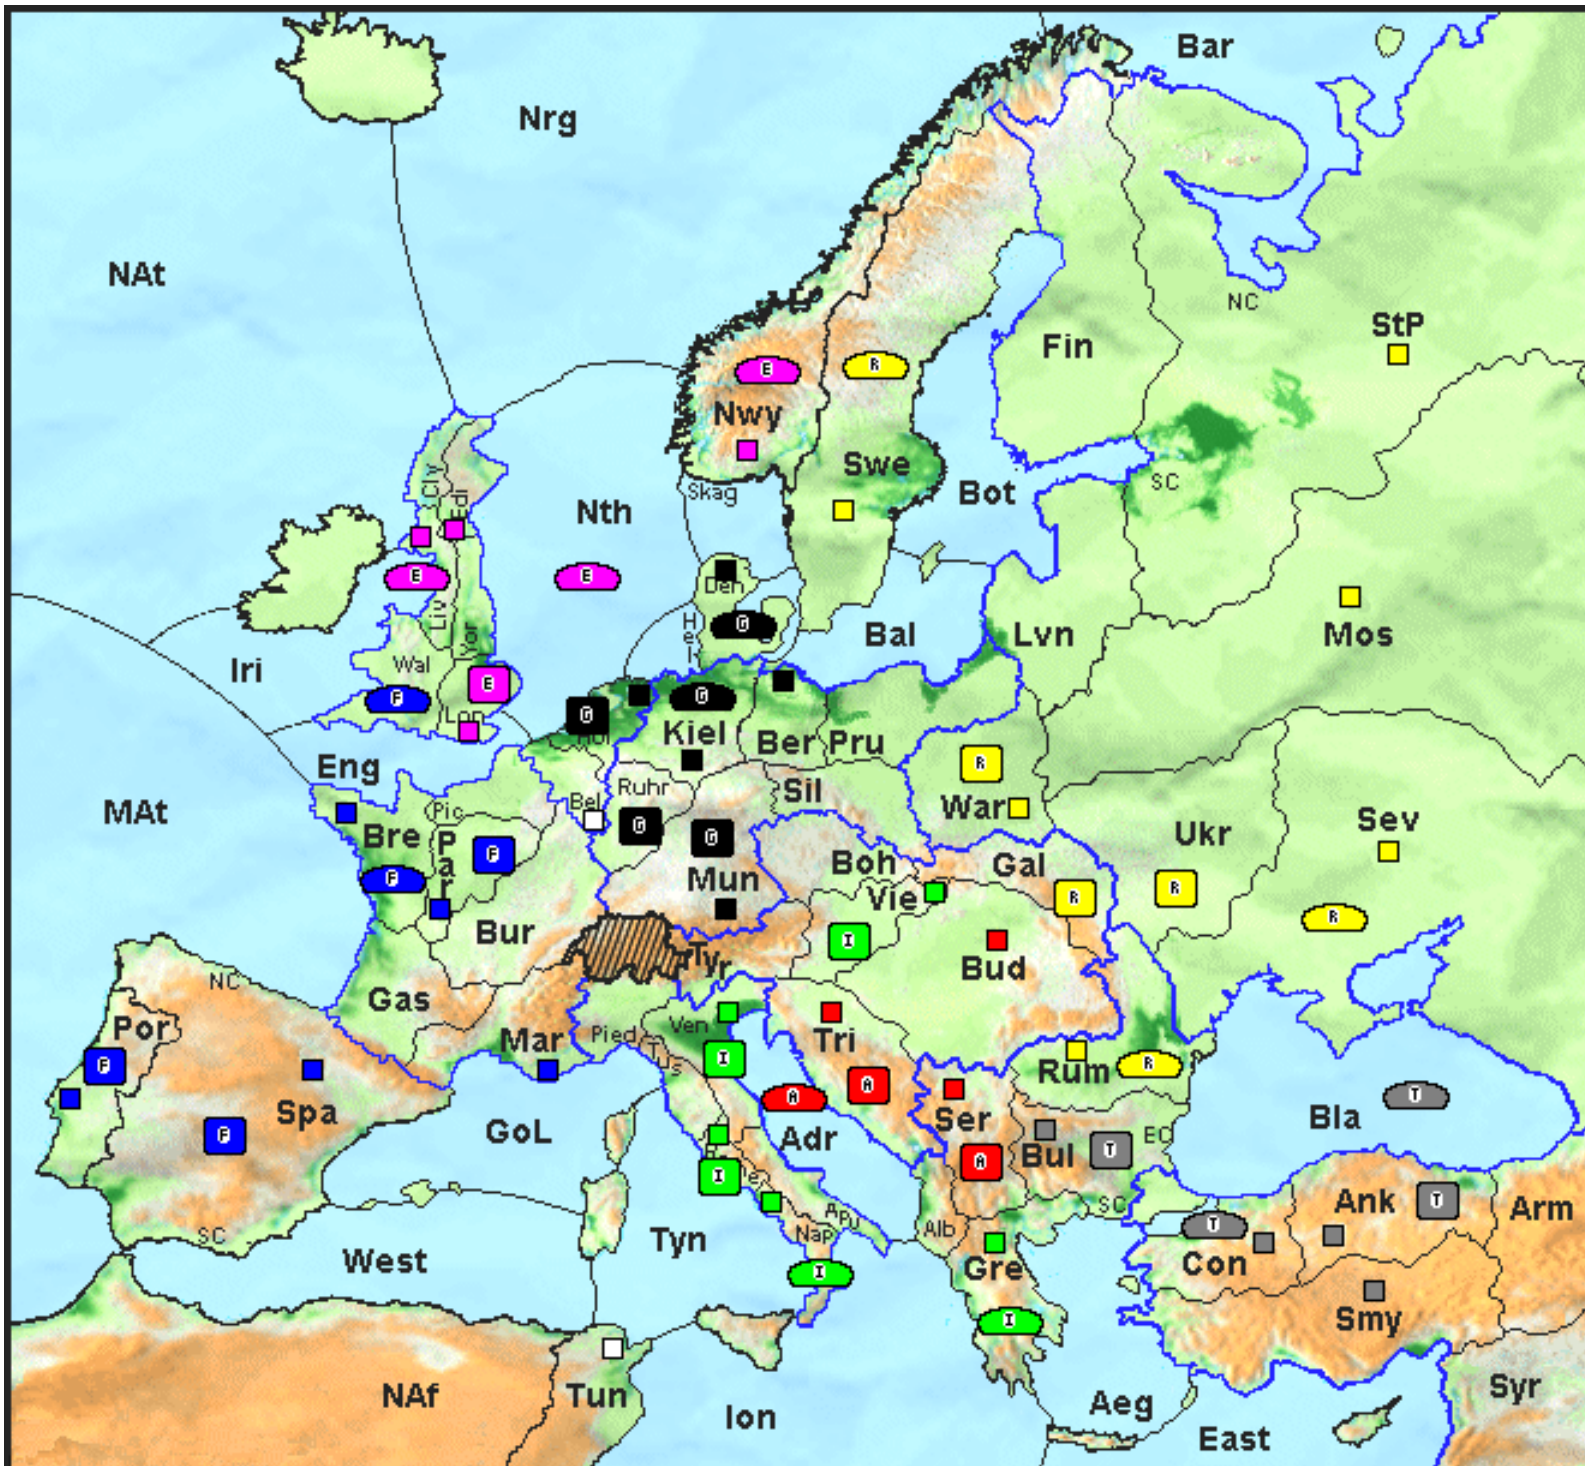 Bar
Nrg
NAt
NC
StP
Fin
E
R
Nwy
Swe
SC
Skag
Bot
Cly
Edi
Nth
E
E
Den
Hel
G
Liv
Yor
Bal
Lvn
Mos
Iri
Wal
F
E
Lon
G
Hol
G
Kiel
Ber
Pru
R
War
Eng
Ruhr
Sil
MAt
Pic
Bel
Bre
Par
F
F
G
G
Mun
Boh
Gal
Ukr
Sev
Vie
R
R
R
Bur
Tyr
I
Bud
NC
Gas
Por
Mar
Pied
Ven
Tus
Tri
Rum
R
F
Spa
F
I
A
A
Ser
GoL
Adr
A
Bul
T
EC
Bla
T
I
Apu
Nap
Alb
SC
T
Ank
T
Arm
SC
West
Tyn
I
Gre
Con
Smy
I
NAf
Tun
Ion
Aeg
East
Syr